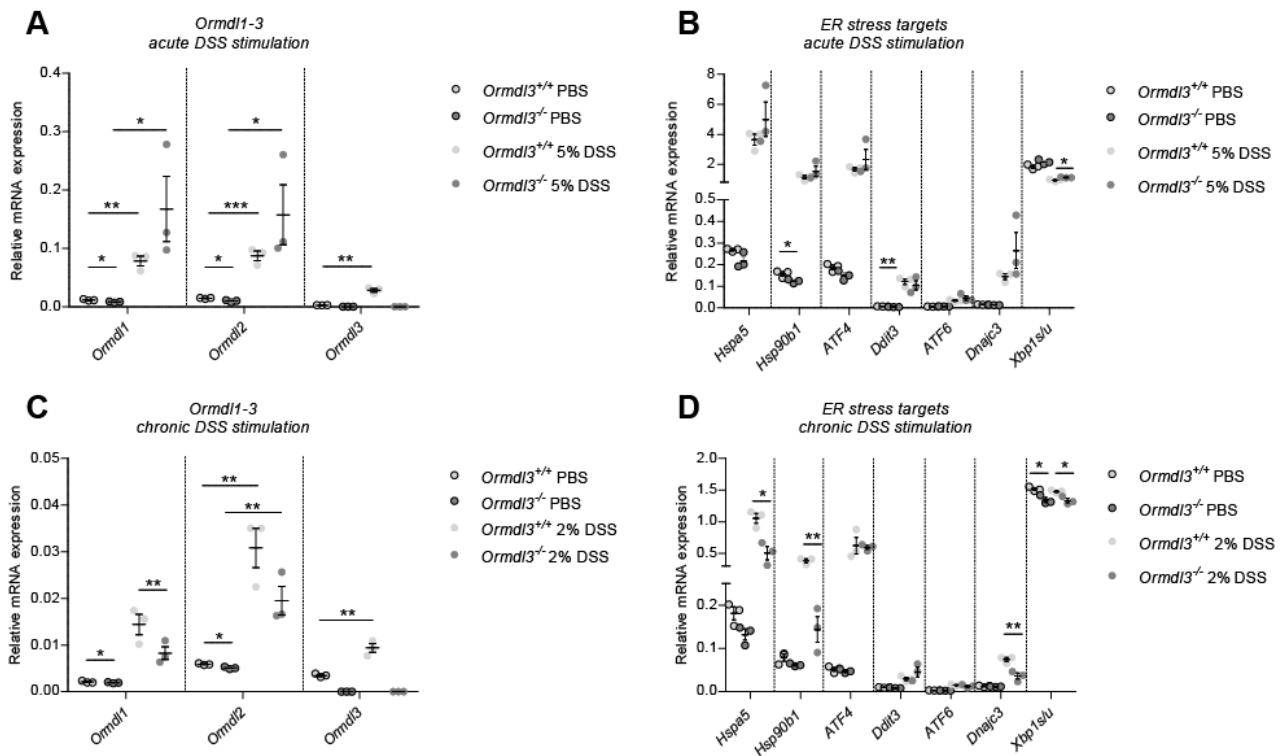 A
Ormdl1-3
acute DSS stimulation
Relative mRNA expression
0.4
0.3
0.2
0.1
0.0
*
*
**
***
*
*
**
Ormdl1
Ormdl2
Ormdl3
Ormdl3+/+ PBS
Ormdl3-/- PBS
Ormdl3+/+ 5% DSS
Ormdl3-/- 5% DSS
B
ER stress targets
acute DSS stimulation
Relative mRNA expression
8
6
4
2
0.5
0.4
0.3
0.2
0.1
0.0
*
**
*
Hspa5
Hsp90b1
ATF4
Ddit3
ATF6
Dnajc3
Xbp1s/u
Ormdl3+/+ PBS
Ormdl3-/- PBS
Ormdl3+/+ 5% DSS
Ormdl3-/- 5% DSS
C
Ormdl1-3
chronic DSS stimulation
Relative mRNA expression
0.05
0.04
0.03
0.02
0.01
0.00
**
**
**
**
*
*
Ormdl1
Ormdl2
Ormdl3
Ormdl3+/+ PBS
Ormdl3-/- PBS
Ormdl3+/+ 2% DSS
Ormdl3-/- 2% DSS
D
ER stress targets
chronic DSS stimulation
Relative mRNA expression
2.0
1.5
1.0
0.5
0.2
0.1
0.0
*
*
*
**
**
Hspa5
Hsp90b1
ATF4
Ddit3
ATF6
Dnajc3
Xbp1s/u
Ormdl3+/+ PBS
Ormdl3-/- PBS
Ormdl3+/+ 2% DSS
Ormdl3-/- 2% DSS